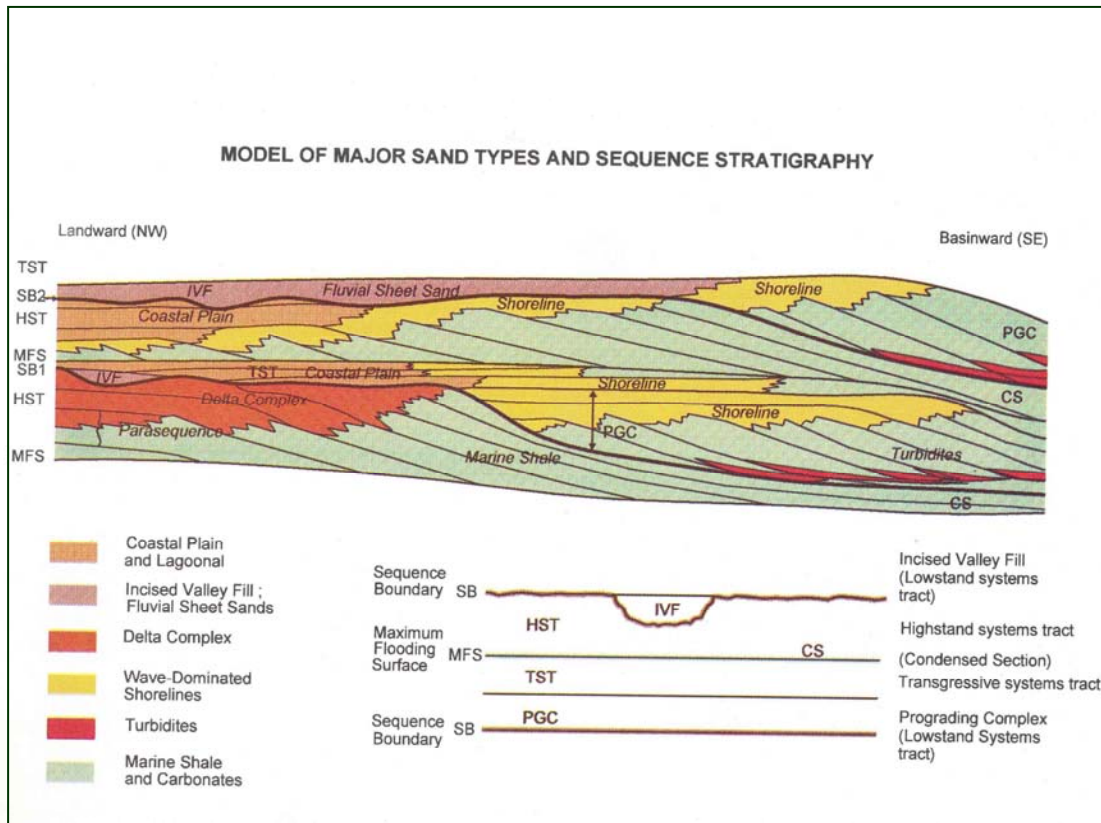 MODEL OF MAJOR SAND TYPES AND SEQUENCE STRATIGRAPHY
Landward (NW)
Basinward (SE)
TST
SB2
HST
MFS
SB1
HST
MFS
IVF
Fluvial Sheet Sand
Shoreline
Shoreline
Coastal Plain
PGC
IVF
TST
Coastal Plain
Shoreline
CS
Delta Complex
Shoreline
Parasequence
PGC
Marine Shale
Turbidites
CS
Coastal Plain
and Lagoonal
Incised Valley Fill ;
Fluvial Sheet Sands
Delta Complex
Wave-Dominated
Shorelines
Turbidites
Marine Shale
and Carbonates
Sequence
Boundary
SB
IVF
HST
Maximum
Flooding
Surface
MFS
CS
TST
PGC
Sequence
Boundary
SB
Incised Valley Fill
(Lowstand systems
tract)
Highstand systems tract
(Condensed Section)
Transgressive systems tract
Prograding Complex
(Lowstand Systems
tract)